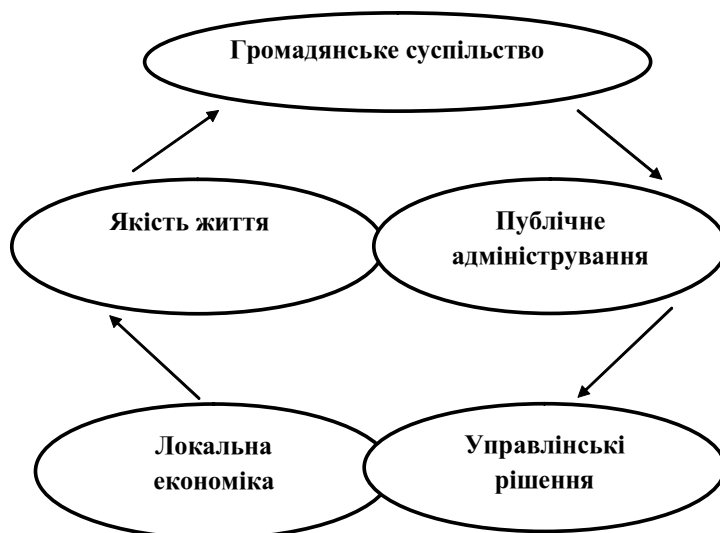 Громадянське суспільство
Якість життя
Публічне
адміністрування
Локальна
економіка
Управлінські
рішення